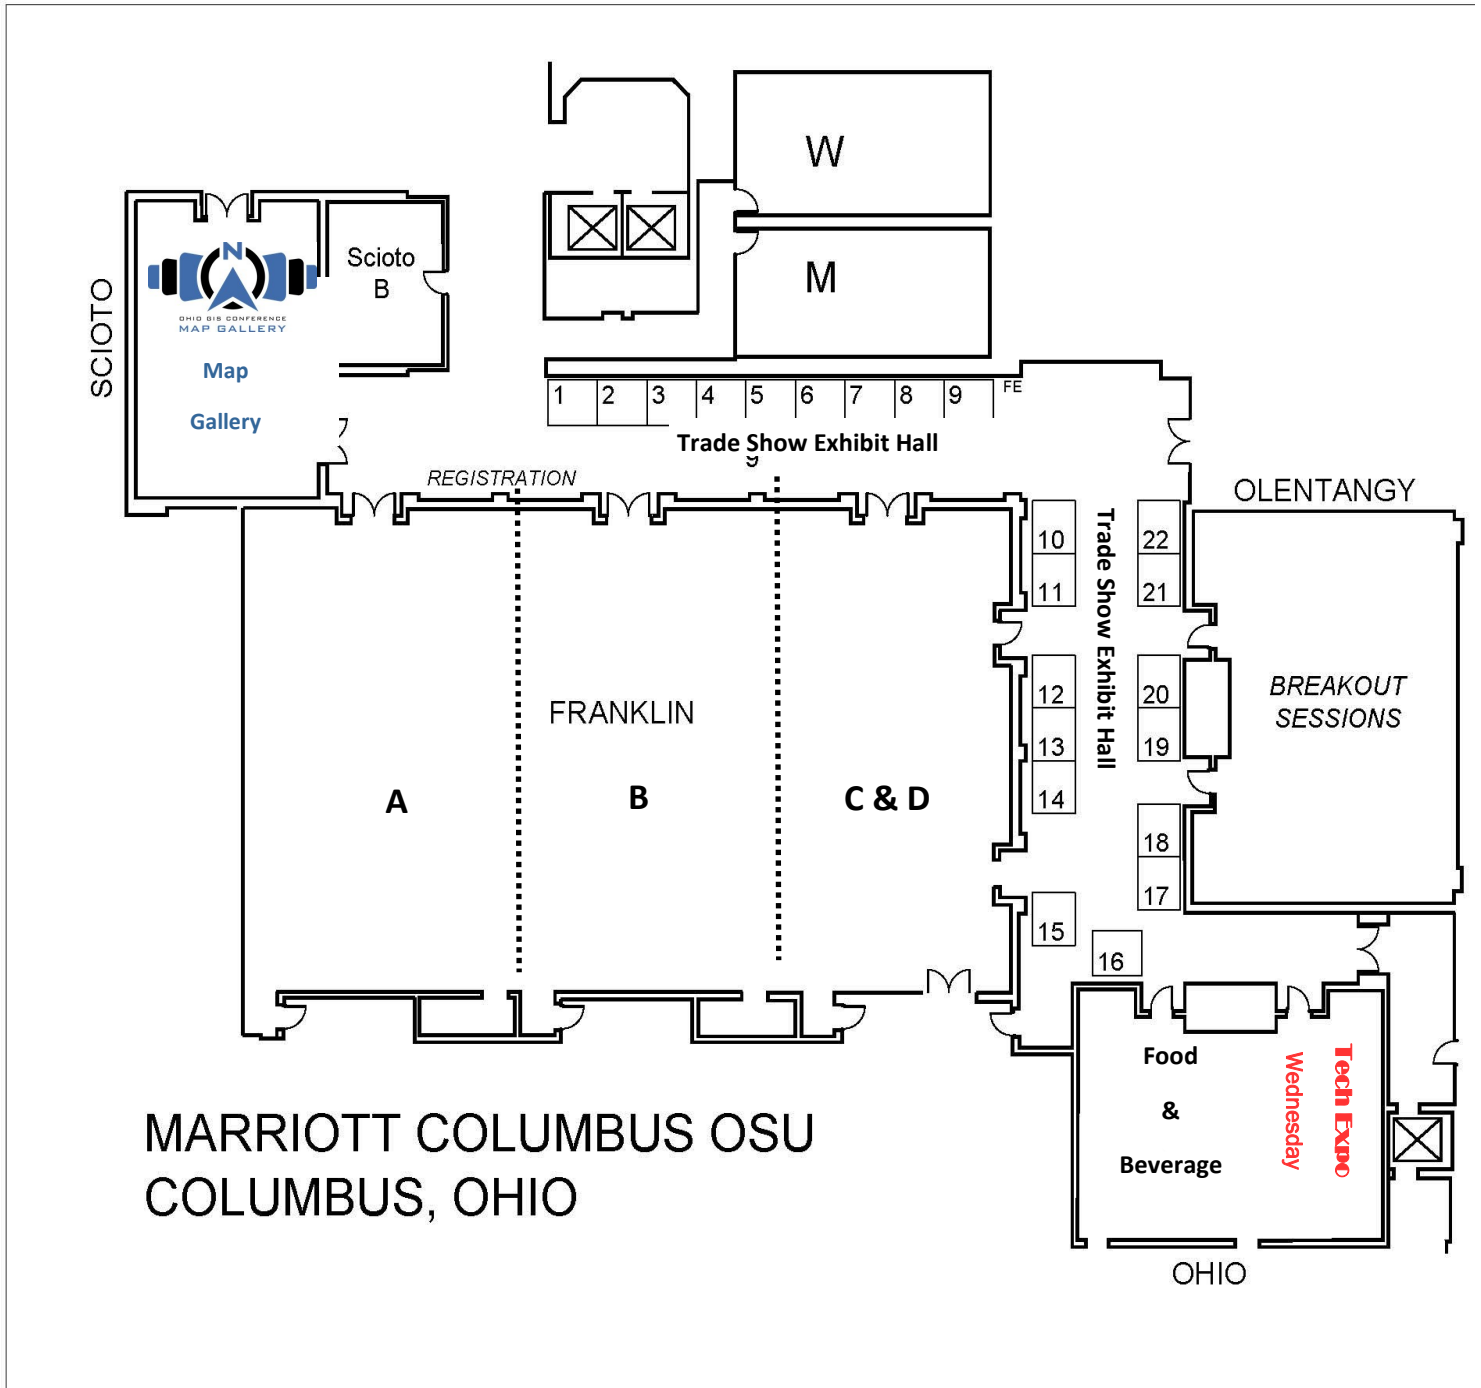 W
M
SCIOTO
N
OHIO GIS CONFERENCE
MAP GALLERY
Map
Gallery
Scioto
B
1 2 3 4 5 6 7 8 9 FE
Trade Show Exhibit Hall
9
REGISTRATION
OLENTANGY
10
11
12
13
14
15
16
Trade Show Exhibit Hall
22
21
20
19
18
17
BREAKOUT
SESSIONS
FRANKLIN
A
B
C & D
Food
&
Beverage
Tech Expo
Wednesday
OHIO
MARRIOTT COLUMBUS OSU
COLUMBUS, OHIO